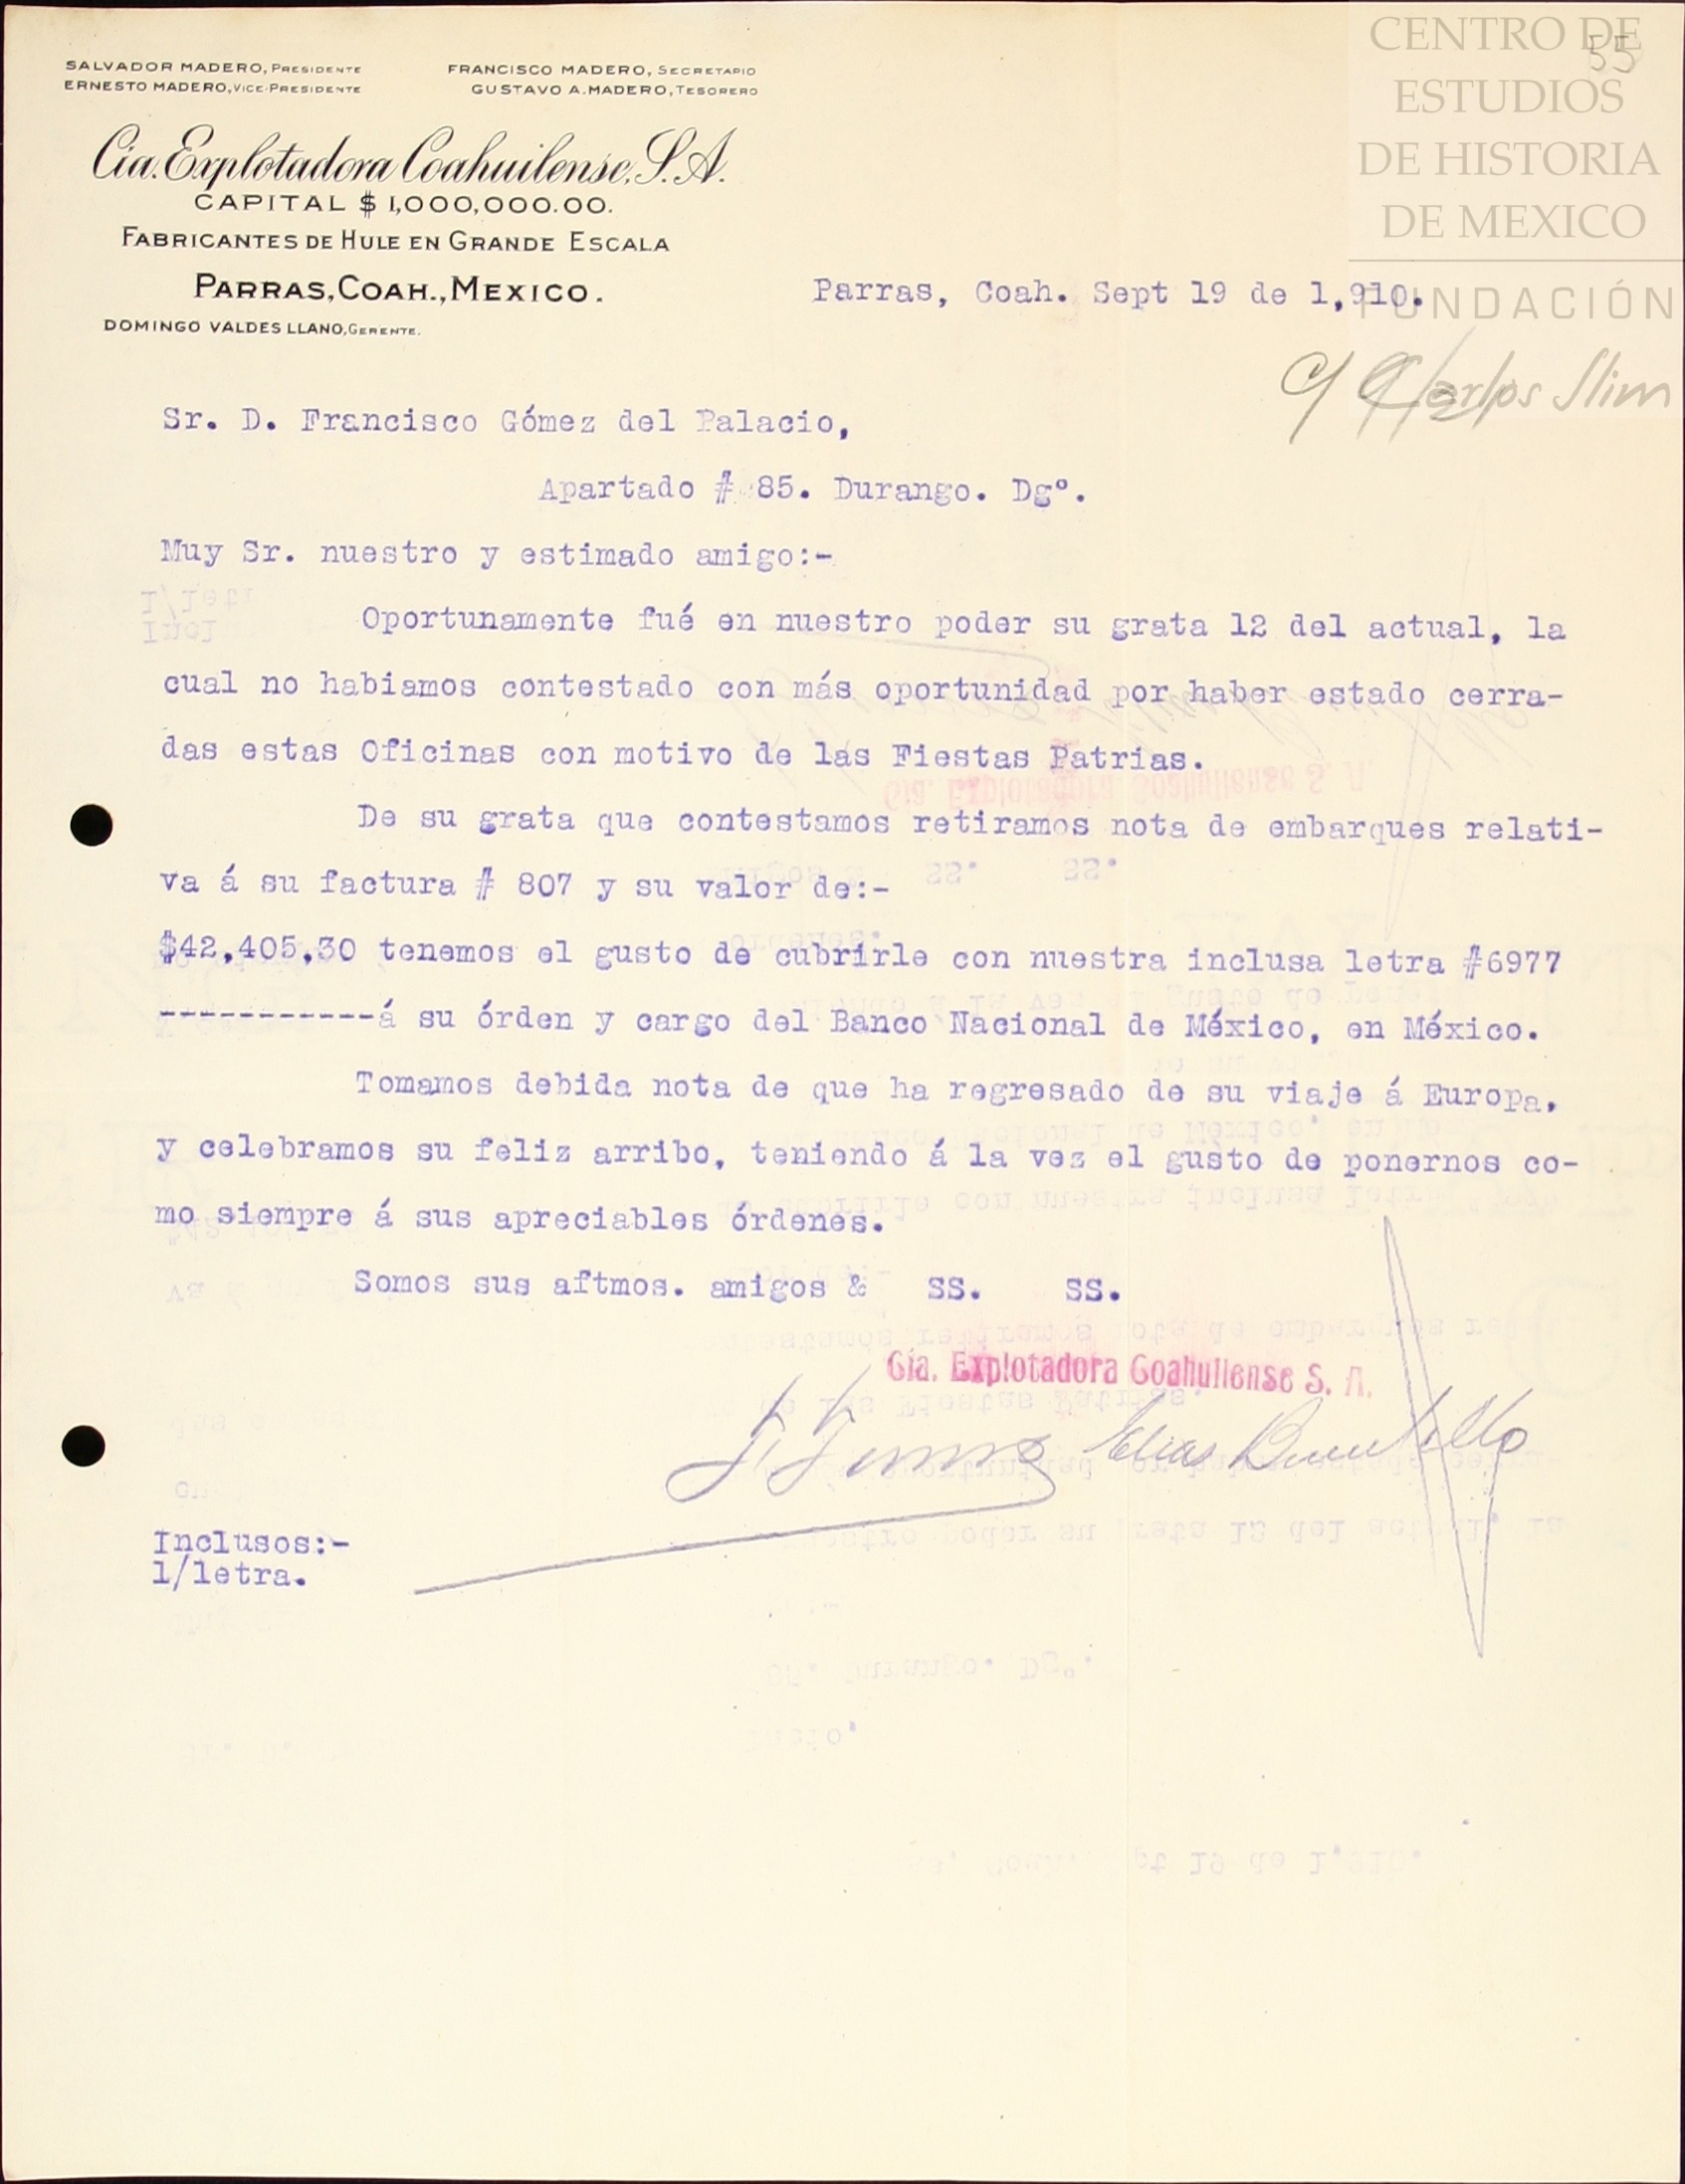 SALVADOR MADERO, PRESIDENTE
ERNESTO MADERO, VICE-PRESIDENTE
FRANCISCO MADERO, SECRETARIO
GUSTAVO A. MADERO, TESORERO
Cia. Explotadora Coahuilense, S.A.
CAPITAL $ 1,000,000.00.
FABRICANTES DE HULE EN GRANDE ESCALA
PARRAS, COAH., MEXICO.
DOMINGO VALDES LLANO, GERENTE.
CENTRO DE
ESTUDIOS
DE HISTORIA
DE MEXICO
FUNDACIÓN
Carlos Slim
55
Parras, Coah. Sept 19 de 1,910.
Sr. D. Francisco Gómez del Palacio,
Apartado # 85. Durango. Dgº.
Muy Sr. nuestro y estimado amigo:-
Oportunamente fué en nuestro poder su grata 12 del actual, la
cual no habiamos contestado con más oportunidad por haber estado cerra-
das estas Oficinas con motivo de las Fiestas Patrias.
De su grata que contestamos retiramos nota de embarques relati-
va á su factura # 807 y su valor de:-
$42,405,30 tenemos el gusto de cubrirle con nuestra inclusa letra #6977
-----------á su órden y cargo del Banco Nacional de México, en México.
Tomamos debida nota de que ha regresado de su viaje á Europa,
y celebramos su feliz arribo, teniendo á la vez el gusto de ponernos co-
mo siempre á sus apreciables órdenes.
Somos sus aftmos. amigos & SS. SS.
Cía. Explotadora Coahuilense S. A.
Elias
Inclusos:-
1/letra.